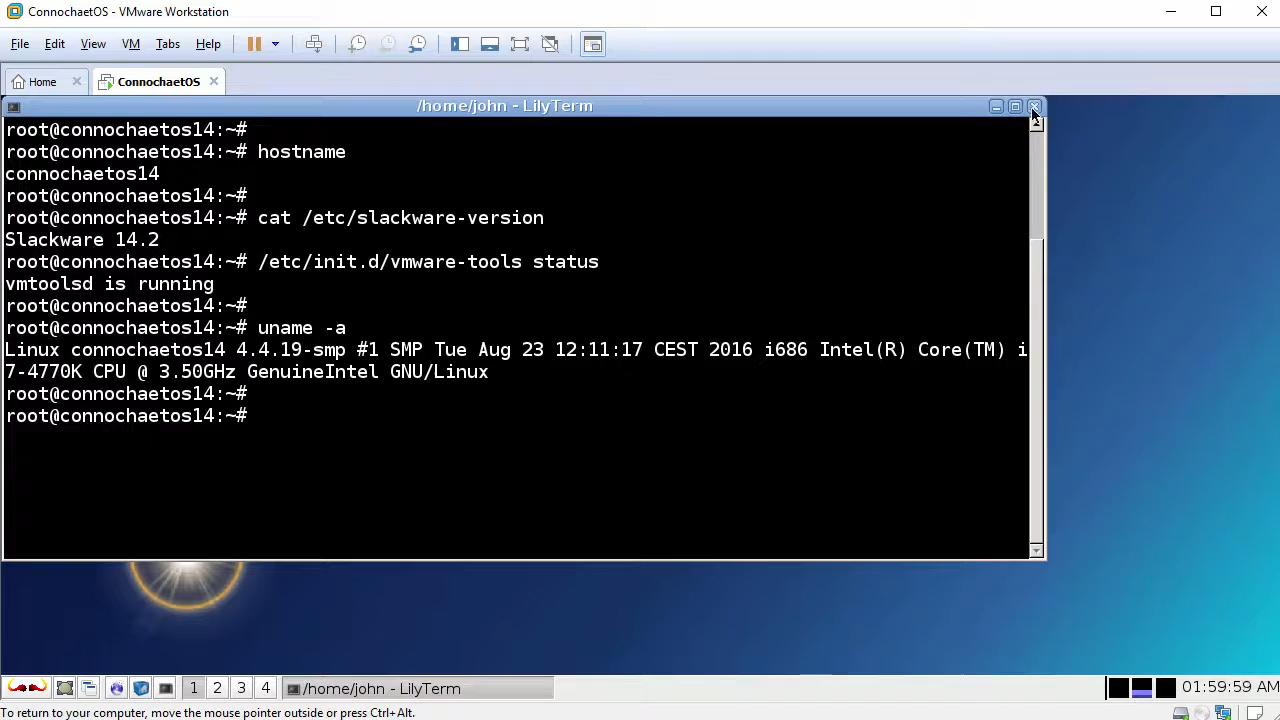 ConnochaetOS - VMware Workstation
File Edit View VM Tabs Help
Home ConnochaetOS
/home/john - LilyTerm
root@connochaetos14:~#
root@connochaetos14:~# hostname
connochaetos14
root@connochaetos14:~#
root@connochaetos14:~# cat /etc/slackware-version
Slackware 14.2
root@connochaetos14:~# /etc/init.d/vmware-tools status
vmtoolsd is running
root@connochaetos14:~#
root@connochaetos14:~# uname -a
Linux connochaetos14 4.4.19-smp #1 SMP Tue Aug 23 12:11:17 CEST 2016 i686 Intel(R) Core(TM) i
7-4770K CPU @ 3.50GHz GenuineIntel GNU/Linux
root@connochaetos14:~#
root@connochaetos14:~#
1 2 3 4 /home/john - LilyTerm 01:59:59 AM
To return to your computer, move the mouse pointer outside or press Ctrl+Alt.